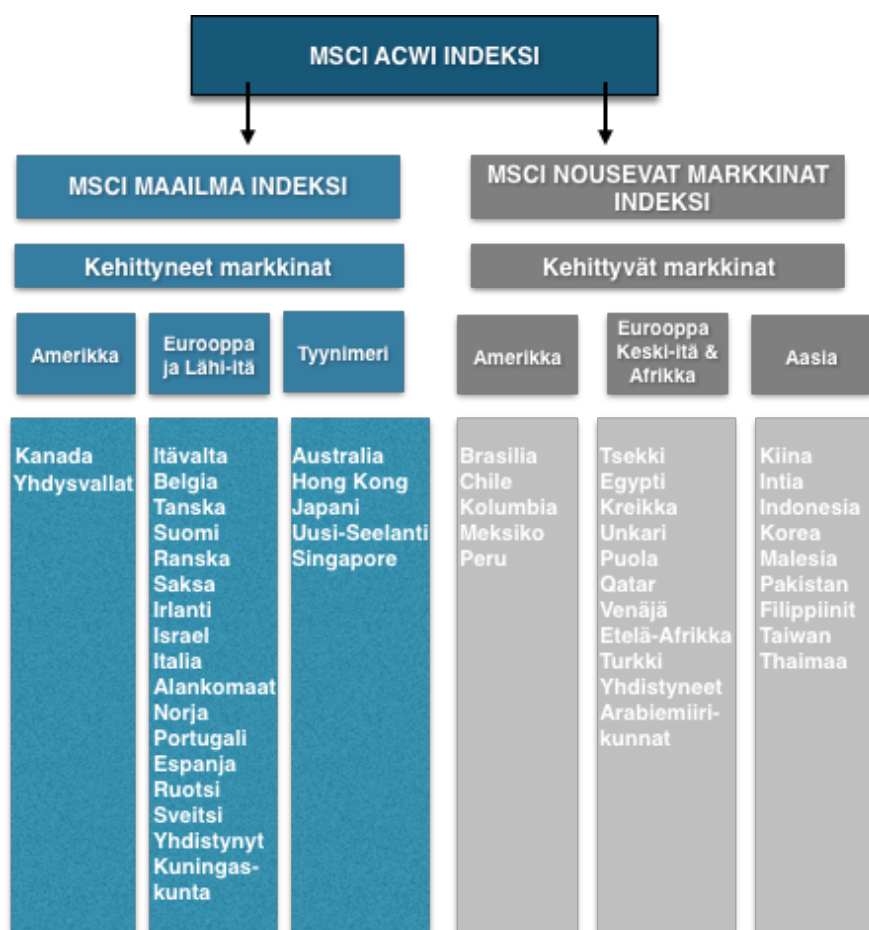 MSCI ACWI INDEKSI
MSCI MAAILMA INDEKSI
MSCI NOUSEVAT MARKKINAT
INDEKSI
Kehittyneet markkinat
Kehittyvät markkinat
Amerikka
Eurooppa
ja Lähi-itä
Tyynimeri
Amerikka
Eurooppa
Keski-itä &
Afrikka
Aasia
Kanada
Yhdysvallat
Itävalta
Belgia
Tanska
Suomi
Ranska
Saksa
Irlanti
Israel
Italia
Alankomaat
Norja
Portugali
Espanja
Ruotsi
Sveitsi
Yhdistynyt
Kuningas-
kunta
Australia
Hong Kong
Japani
Uusi-Seelanti
Singapore
Brasilia
Chile
Kolumbia
Meksiko
Peru
Tsekki
Egypti
Kreikka
Unkari
Puola
Qatar
Venäjä
Etelä-Afrikka
Turkki
Yhdistyneet
Arabiemiiri-
kunnat
Kiina
Intia
Indonesia
Korea
Malesia
Pakistan
Filippiinit
Taiwan
Thaimaa